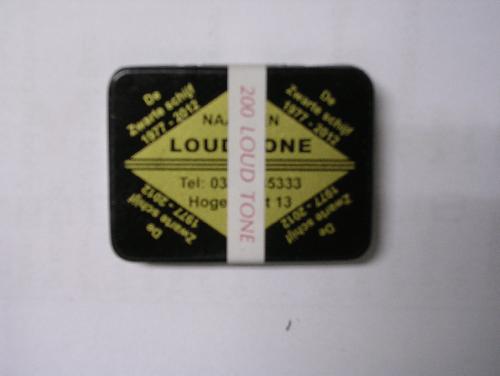 De
Zwarte schijf
1977 - 2012
De
Zwarte schijf
1977 - 2012
NA EN
LOUD ONE
Tel: 03 5333
Hoge t 13
De
Zwarte schijf
1977 - 2012
De
Zwarte schijf
1977 - 2012
200 LOUD TONE